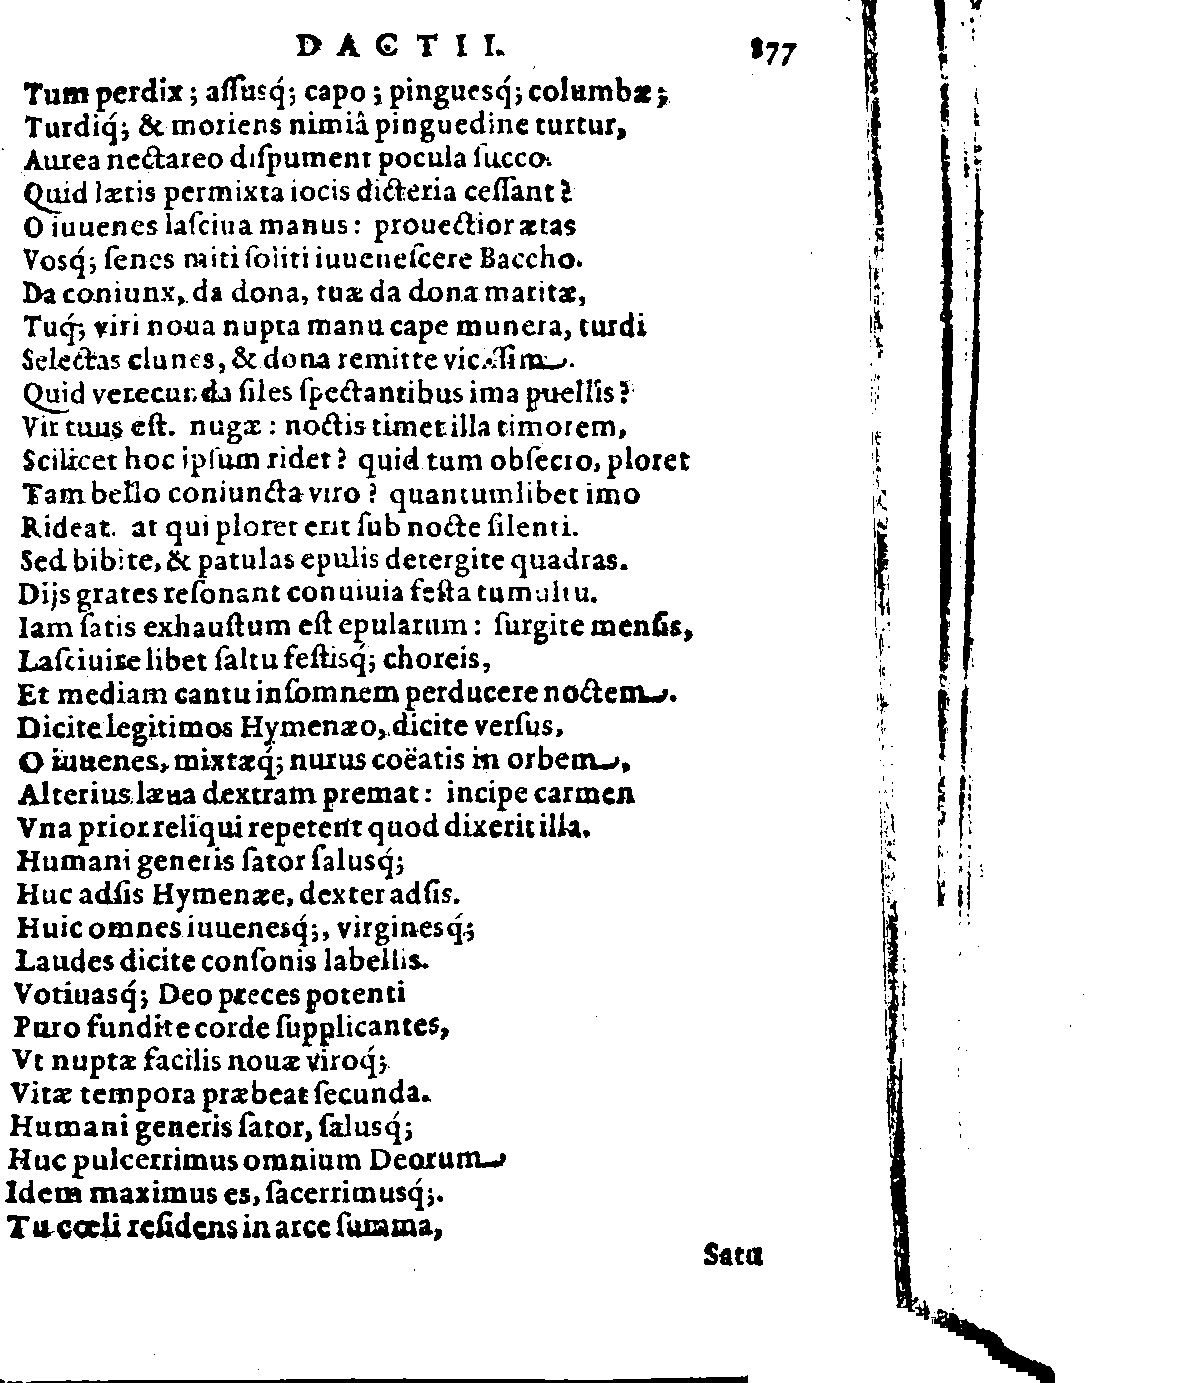 DACTII. 877
Tum perdix; aſſusq́; capo; pinguesq́; columbæ;
Turdiq́; & moriens nimiâ pinguedine turtur,
Aurea nectareo diſpument pocula ſucco.
Quid lætis permixta iocis dicteria ceſſant?
O iuuenes laſciua manus: prouectior ætas
Vosq́; ſenes miti ſoliti iuueneſcere Baccho.
Da coniunx, da dona, tuæ da dona maritæ,
Tuq́; viri noua nupta manu cape munera, turdi
Selectas clunes, & dona remitte viciſſim.
Quid verecunda ſiles ſpectantibus ima puellis?
Vir tuus eſt. nugæ: noctis timet illa timorem,
Scilicet hoc ipſum ridet? quid tum obſecro, ploret
Tam bello coniuncta viro? quantumlibet imo
Rideat. at qui ploret erit ſub nocte ſilenti.
Sed bibite, & patulas epulis detergite quadras.
Dijs grates reſonant conuiuia feſta tumultu.
Iam ſatis exhauſtum eſt epularum: ſurgite menſis,
Laſciuire libet ſaltu feſtisq́; choreis,
Et mediam cantu inſomnem perducere noctem.
Dicite legitimos Hymenæo, dicite verſus,
O iuuenes, mixtæq́; nurus coëatis in orbem,
Alterius læua dextram premat: incipe carmen
Vna prior reliqui repetent quod dixerit illa.
Humani generis ſator ſalusq́;
Huc adſis Hymenæe, dexter adſis.
Huic omnes iuuenesq́;, virginesq́;
Laudes dicite conſonis labellis.
Votiuasq́; Deo preces potenti
Puro fundite corde ſupplicantes,
Vt nuptæ facilis nouæ viroq́;
Vitæ tempora præbeat ſecunda.
Humani generis ſator, ſalusq́;
Huc pulcerrimus omnium Deorum
Idem maximus es, ſacerrimusq́;.
Tu cœli reſidens in arce ſumma,
Satu